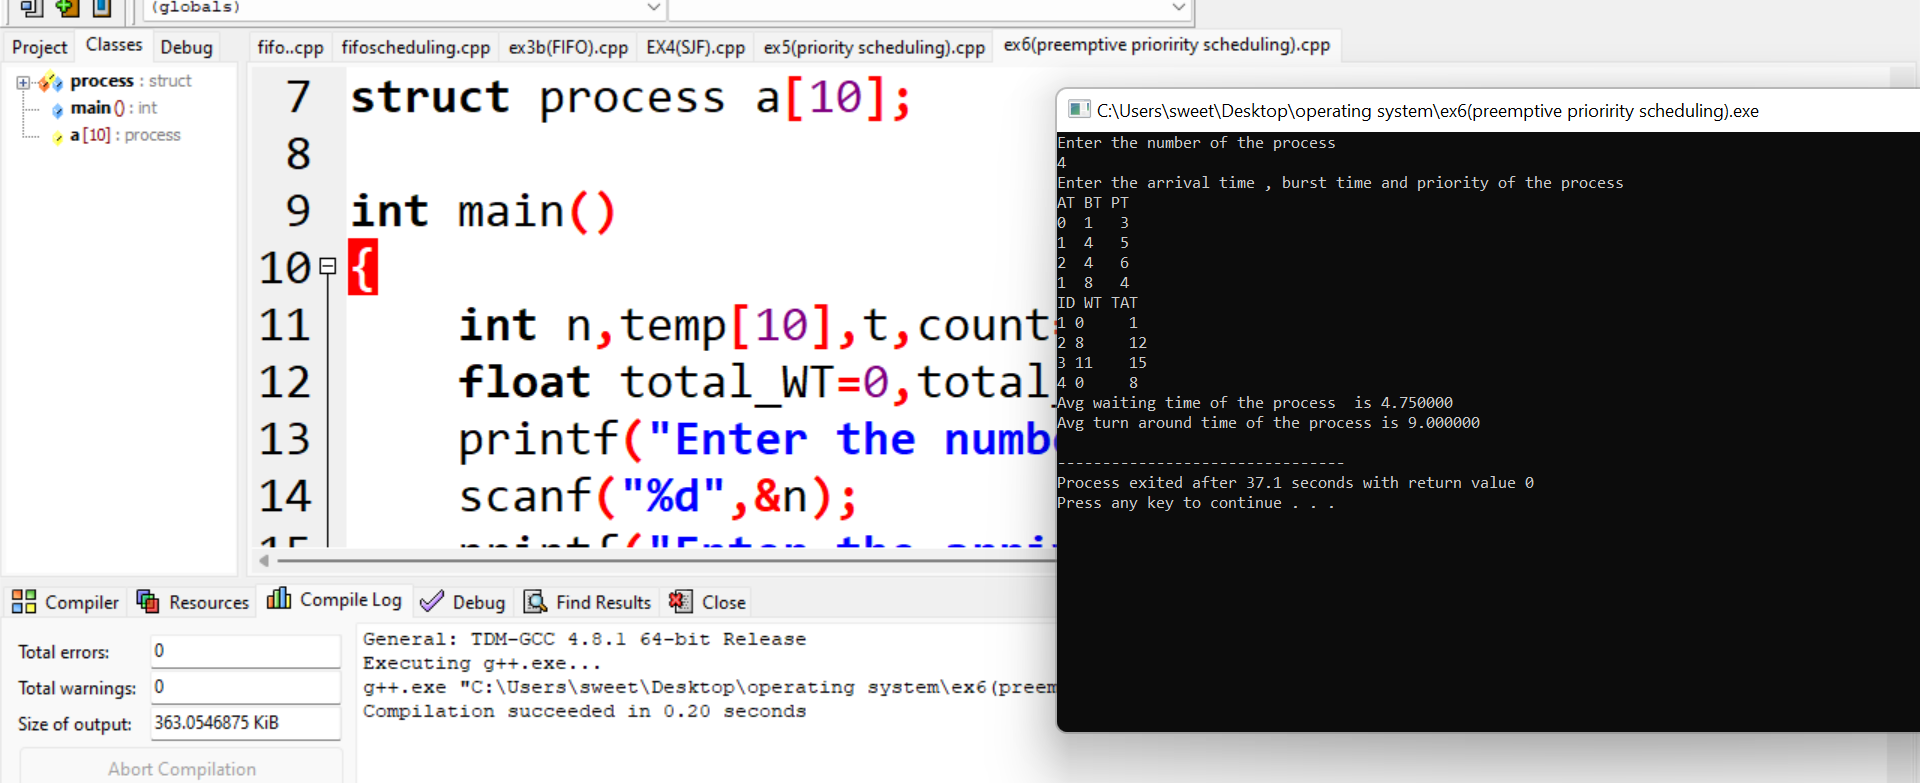 (globals)
Project Classes Debug
fifo..cpp fifoscheduling.cpp ex3b(FIFO).cpp EX4(SJF).cpp ex5(priority scheduling).cpp ex6(preemptive prioririty scheduling).cpp
process : struct
main () : int
a [10] : process
7 struct process a[10];
8
9 int main()
10 {
11 int n,temp[10],t,count
12 float total_WT=0,total_
13 printf("Enter the numb
14 scanf("%d",&n);
15 printf("Enter the arri
C:\Users\sweet\Desktop\operating system\ex6(preemptive prioririty scheduling).exe
Enter the number of the process
4
Enter the arrival time , burst time and priority of the process
AT BT PT
0 1 3
1 4 5
2 4 6
1 8 4
ID WT TAT
1 0 1
2 8 12
3 11 15
4 0 8
Avg waiting time of the process  is 4.750000
Avg turn around time of the process is 9.000000
--------------------------------
Process exited after 37.1 seconds with return value 0
Press any key to continue . . .
Compiler Resources Compile Log Debug Find Results Close
Total errors: 0
Total warnings: 0
Size of output: 363.0546875 KiB
Abort Compilation
General: TDM-GCC 4.8.1 64-bit Release
Executing g++.exe...
g++.exe "C:\Users\sweet\Desktop\operating system\ex6(preem
Compilation succeeded in 0.20 seconds